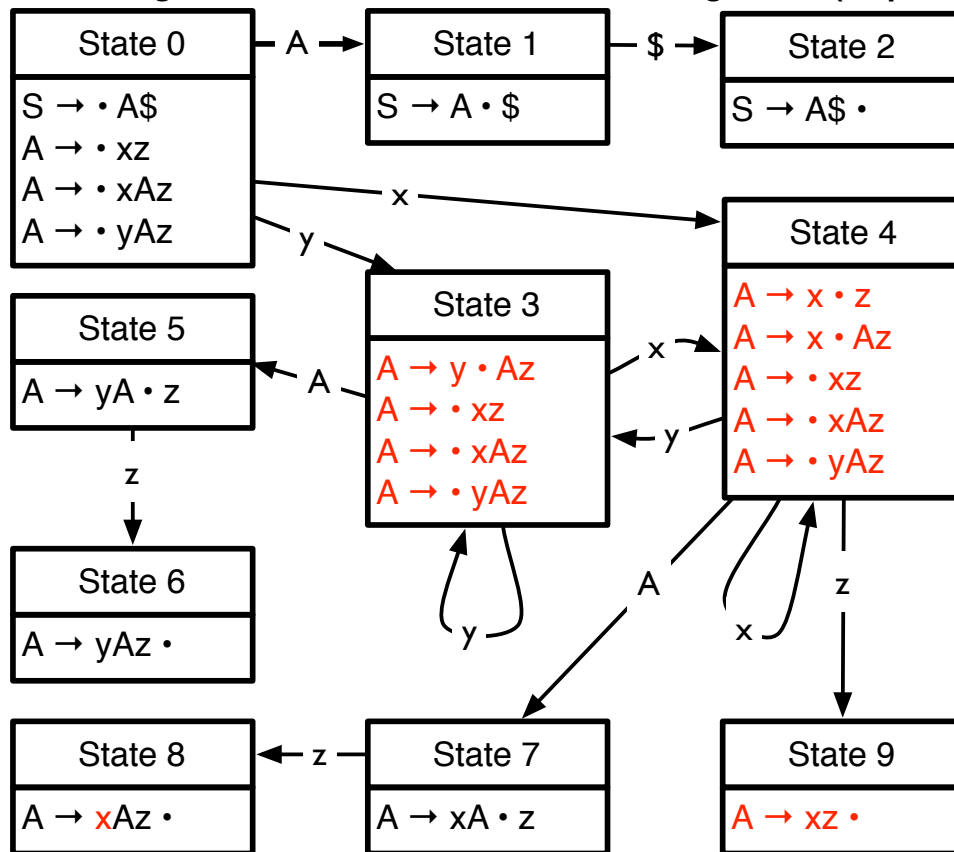 State 0
S → • A$
A → • xz
A → • xAz
A → • yAz
A
State 1
S → A • $
$
State 2
S → A$ •
x
y
State 3
A → y • Az
A → • xz
A → • xAz
A → • yAz
x
y
State 4
A → x • z
A → x • Az
A → • xz
A → • xAz
A → • yAz
State 5
A → yA • z
A
z
State 6
A → yAz •
y
A
x
z
State 8
A → xAz •
z
State 7
A → xA • z
State 9
A → xz •